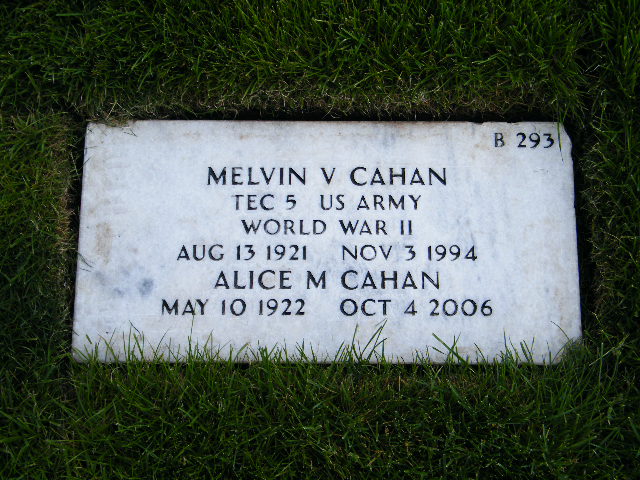 B 293
MELVIN V CAHAN
TEC 5 US ARMY
WORLD WAR II
AUG 13 1921 NOV 3 1994
ALICE M CAHAN
MAY 10 1922 OCT 4 2006